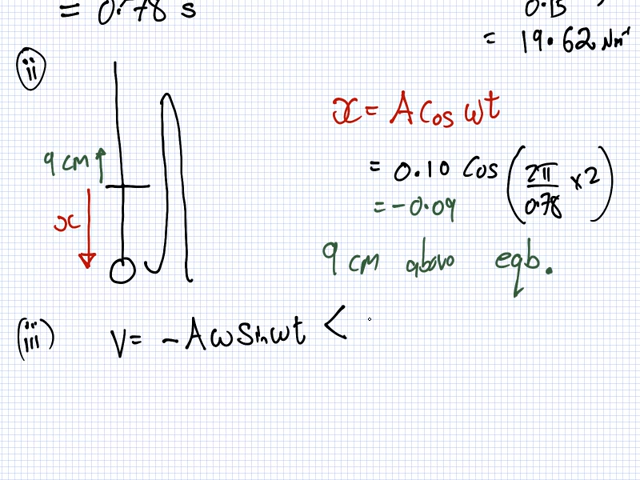 = 0.78 s
0.15
= 19.62 Nm⁻¹
(ii)
9 cm
x
x = A cos ωt
= 0.10 Cos (2π/0.78 × 2)
= -0.09
9 cm above eqb.
(iii) V = -Aω Sin ωt <